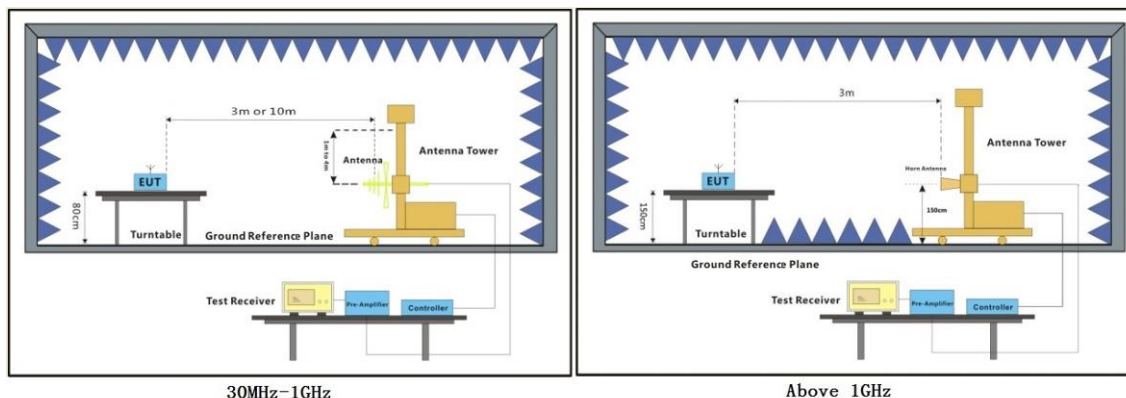 3m or 10m
1m to 4m
Antenna
Antenna Tower
EUT
80cm
Turntable
Ground Reference Plane
Test Receiver
Pre-Amplifier
Controller
30MHz-1GHz
3m
Antenna Tower
Horn Antenna
EUT
150cm
150cm
Turntable
Ground Reference Plane
Test Receiver
Pre-Amplifier
Controller
Above 1GHz